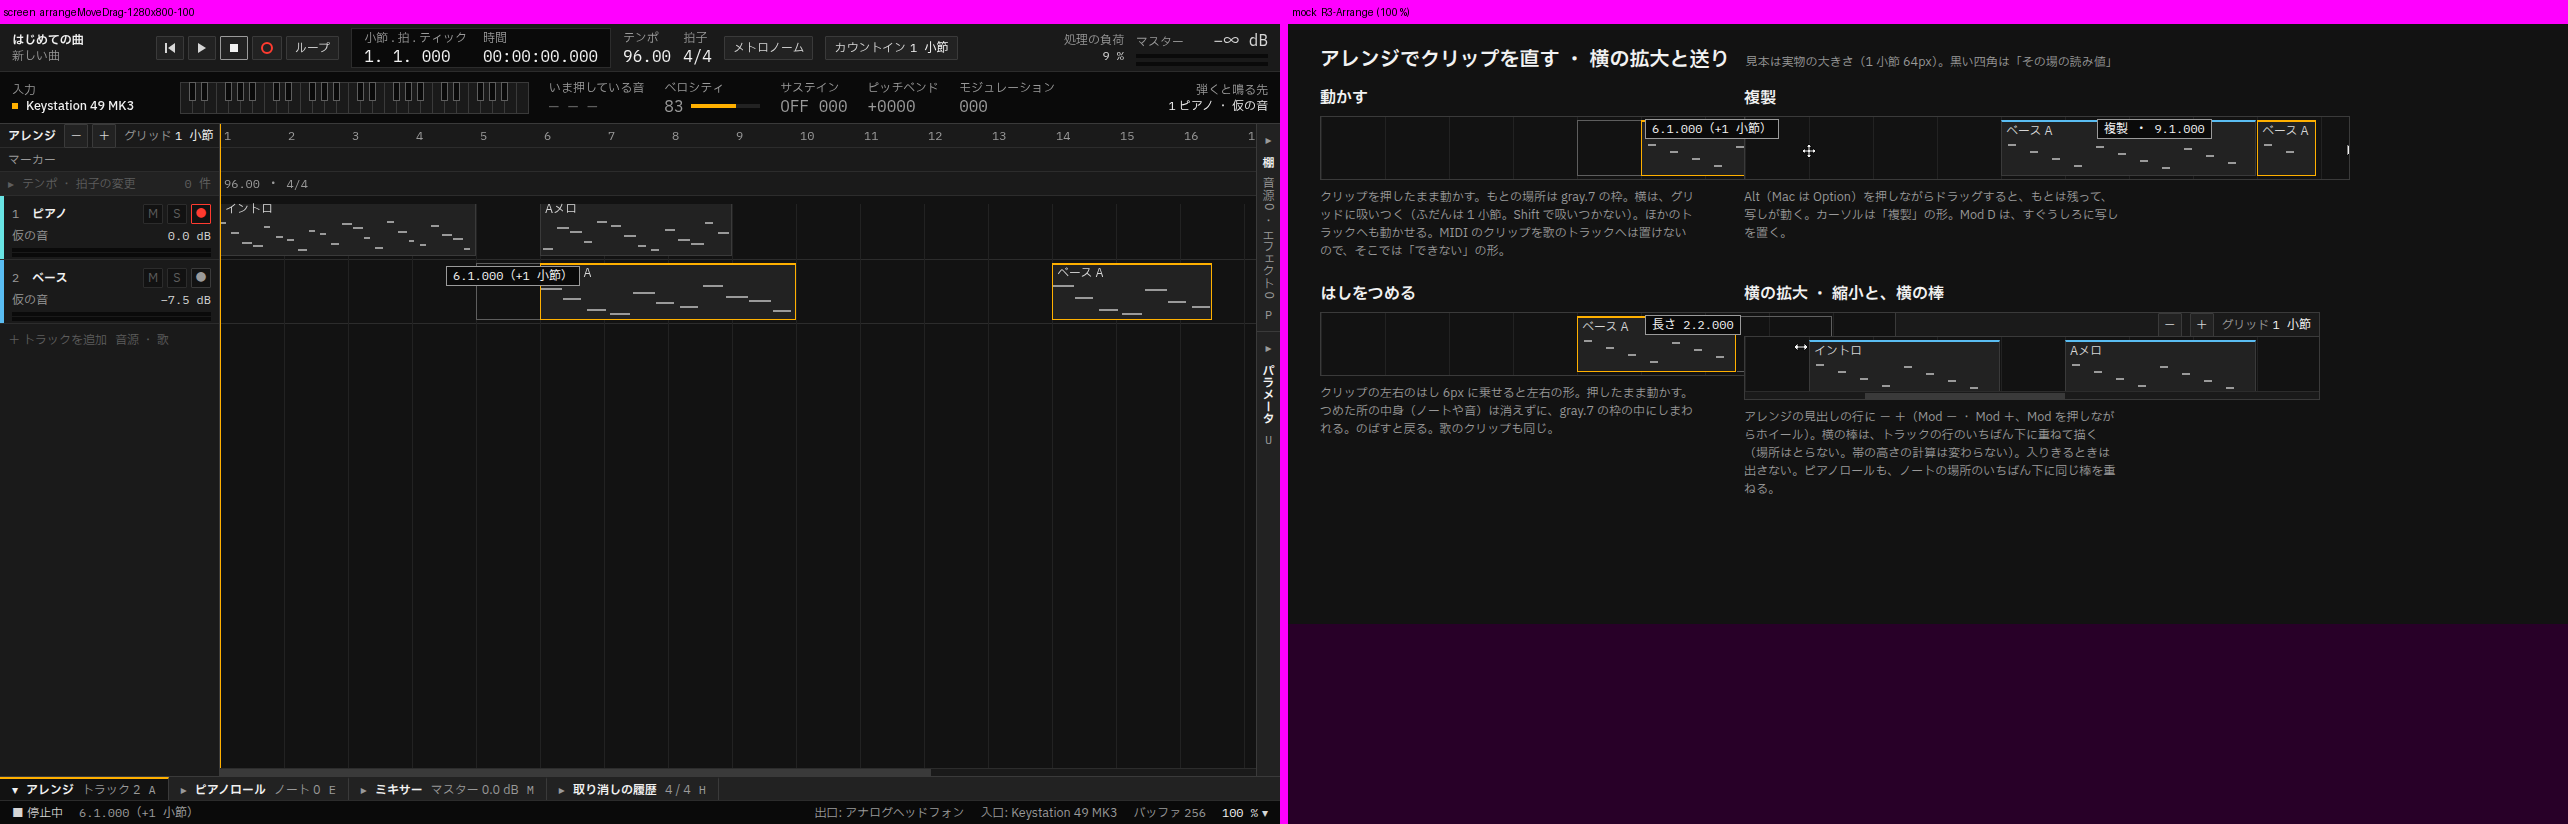 screen arrangeMoveDrag-1280x800-100
はじめての曲
新しい曲
ループ
小節.拍.ティック
1. 1. 000
時間
00:00:00.000
テンポ
96.00
拍子
4/4
メトロノーム
カウントイン 1 小節
処理の負荷
9 %
マスター
−∞ dB
入力
Keystation 49 MK3
いま押している音
— — —
ベロシティ
83
サステイン
OFF 000
ピッチベンド
+0000
モジュレーション
000
弾くと鳴る先
1 ピアノ ・ 仮の音
アレンジ − + グリッド 1 小節
1 2 3 4 5 6 7 8 9 10 11 12 13 14 15 16 1
マーカー
▸ テンポ ・ 拍子の変更 0 件
96.00 ・ 4/4
1 ピアノ M S
仮の音 0.0 dB
イントロ
Aメロ
2 ベース M S
仮の音 −7.5 dB
6.1.000 (+1 小節)
A
ベース A
+ トラックを追加 音源 ・ 歌
▸ 棚 音源 0 ・ エフェクト 0 P
▸ パラメータ U
▾ アレンジ トラック 2 A
▸ ピアノロール ノート 0 E
▸ ミキサー マスター 0.0 dB M
▸ 取り消しの履歴 4 / 4 H
■ 停止中 6.1.000 (+1 小節)
出口: アナログヘッドフォン 入口: Keystation 49 MK3 バッファ 256 100 % ▾
mock R3-Arrange (100%)
アレンジでクリップを直す ・ 横の拡大と送り
見本は実物の大きさ（1 小節 64px）。黒い四角は「その場の読み値」
動かす
6.1.000 (+1 小節)
クリップを押したまま動かす。もとの場所は gray.7 の枠。横は、グリ
ッドに吸いつく（ふだんは 1 小節。Shift で吸いつかない）。ほかのト
ラックへも動かせる。MIDI のクリップを歌のトラックへは置けない
ので、そこでは「できない」の形。
複製
ベース A
複製 ・ 9.1.000
ベース A
Alt（Mac は Option）を押しながらドラッグすると、もとは残って、
写しが動く。カーソルは「複製」の形。Mod D は、すぐうしろに写し
を置く。
はしをつめる
ベース A
長さ 2.2.000
クリップの左右のはし 6px に乗せると左右の形。押したまま動かす。
つめた所の中身（ノートや音）は消えずに、gray.7 の枠の中にしまわ
れる。のばすと戻る。歌のクリップも同じ。
横の拡大 ・ 縮小と、横の棒
− + グリッド 1 小節
イントロ
Aメロ
アレンジの見出しの行に − +（Mod − ・ Mod +、Mod を押しなが
らホイール）。横の棒は、トラックの行のいちばん下に重ねて描く
（場所はとらない。帯の高さの計算は変わらない）。入りきるときは
出さない。ピアノロールも、ノートの場所のいちばん下に同じ棒を重
ねる。